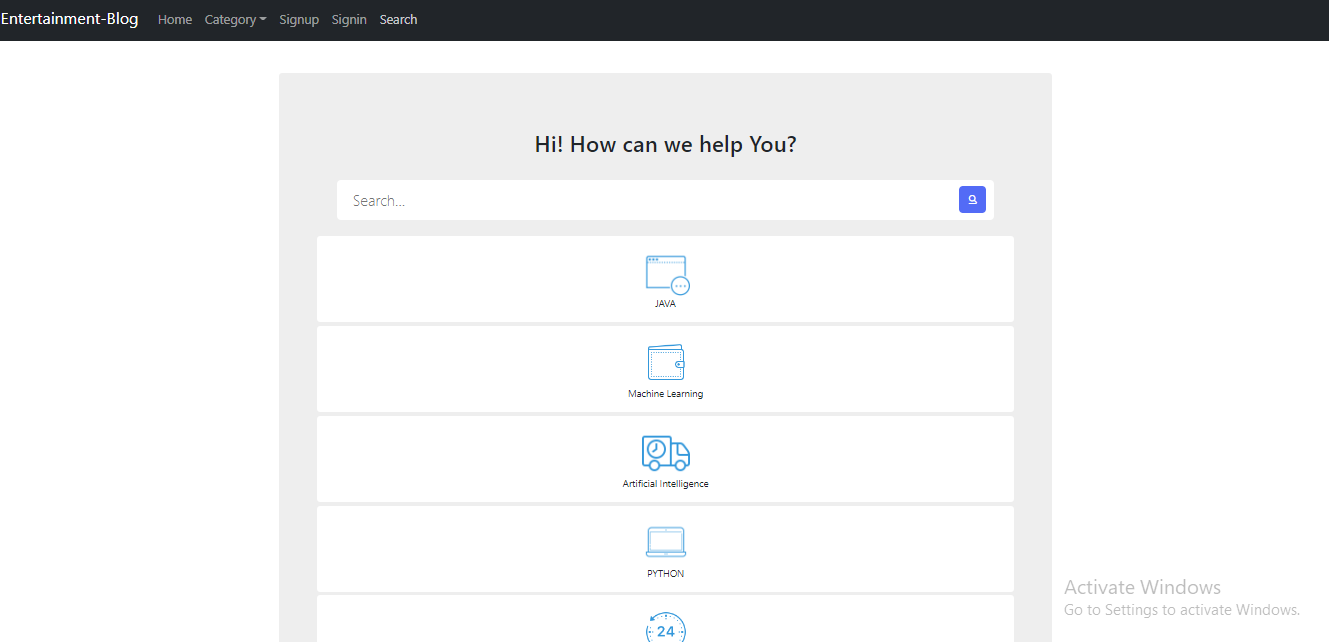 Entertainment-Blog Home Category Signup Signin Search
Hi! How can we help You?
Search...
JAVA
Machine Learning
Artificial Intelligence
PYTHON
24
Activate Windows
Go to Settings to activate Windows.